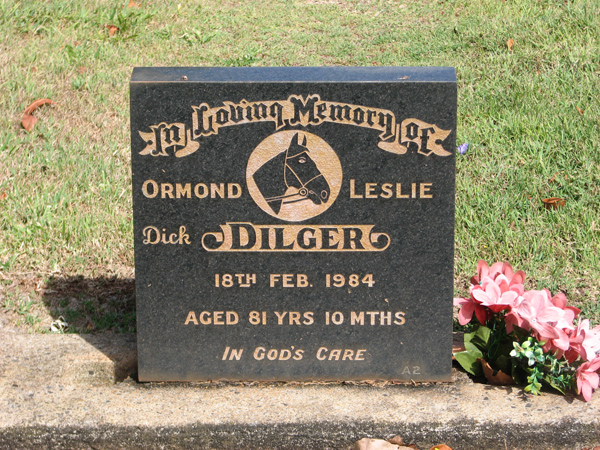 In Loving Memory of
ORMOND LESLIE
Dick DILGER
18TH FEB. 1984
AGED 81 YRS 10 MTHS
IN GOD'S CARE
A2